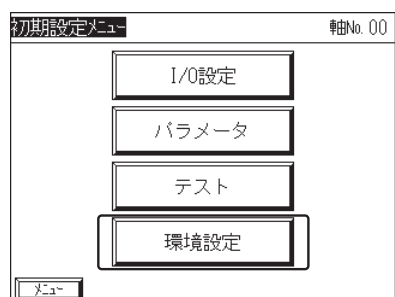 初期設定メニュー 軸No. 00
I/O設定
パラメータ
テスト
環境設定
メニュー